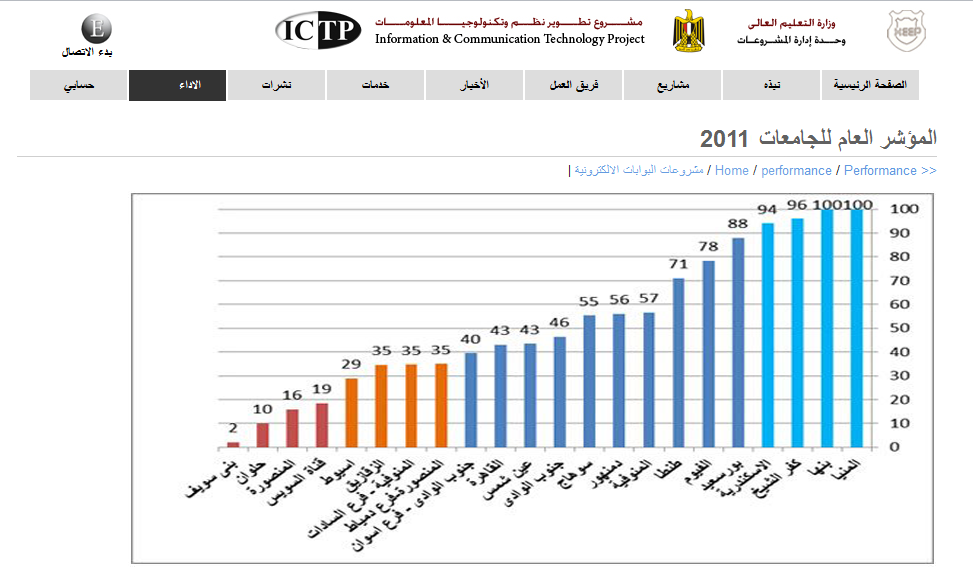 وزارة التعليم العالى
وحــدة إدارة المشــروعات
HEEP
مشـــروع تطـــوير نظـــم وتكنولوجيـــا المعلومـــات
Information & Communication Technology Project
ICTP
E
بدء الاتصال
الصفحة الرئيسية
نبذه
مشاريع
فريق العمل
الأخبار
خدمات
نشرات
الاداء
حسابي
المؤشر العام للجامعات 2011
مشروعات البوابات الالكترونية / Home / performance / Performance >>
100
90
80
70
60
50
40
30
20
10
0
2 10 16 19 29 35 35 35 40 43 43 46 55 56 57 71 78 88 94 96 100 100
المنيا
بنها
كفر الشيخ
الاسكندرية
بورسعيد
الفيوم
طنطا
المنوفية
دمنهور
سوهاج
جنوب الوادى
عين شمس
القاهرة
جنوب الوادى - فرع اسوان
المنصورة-فرع دمياط
المنوفية - فرع السادات
الزقازيق
اسيوط
قناة السويس
المنصورة
حلوان
بنى سويف